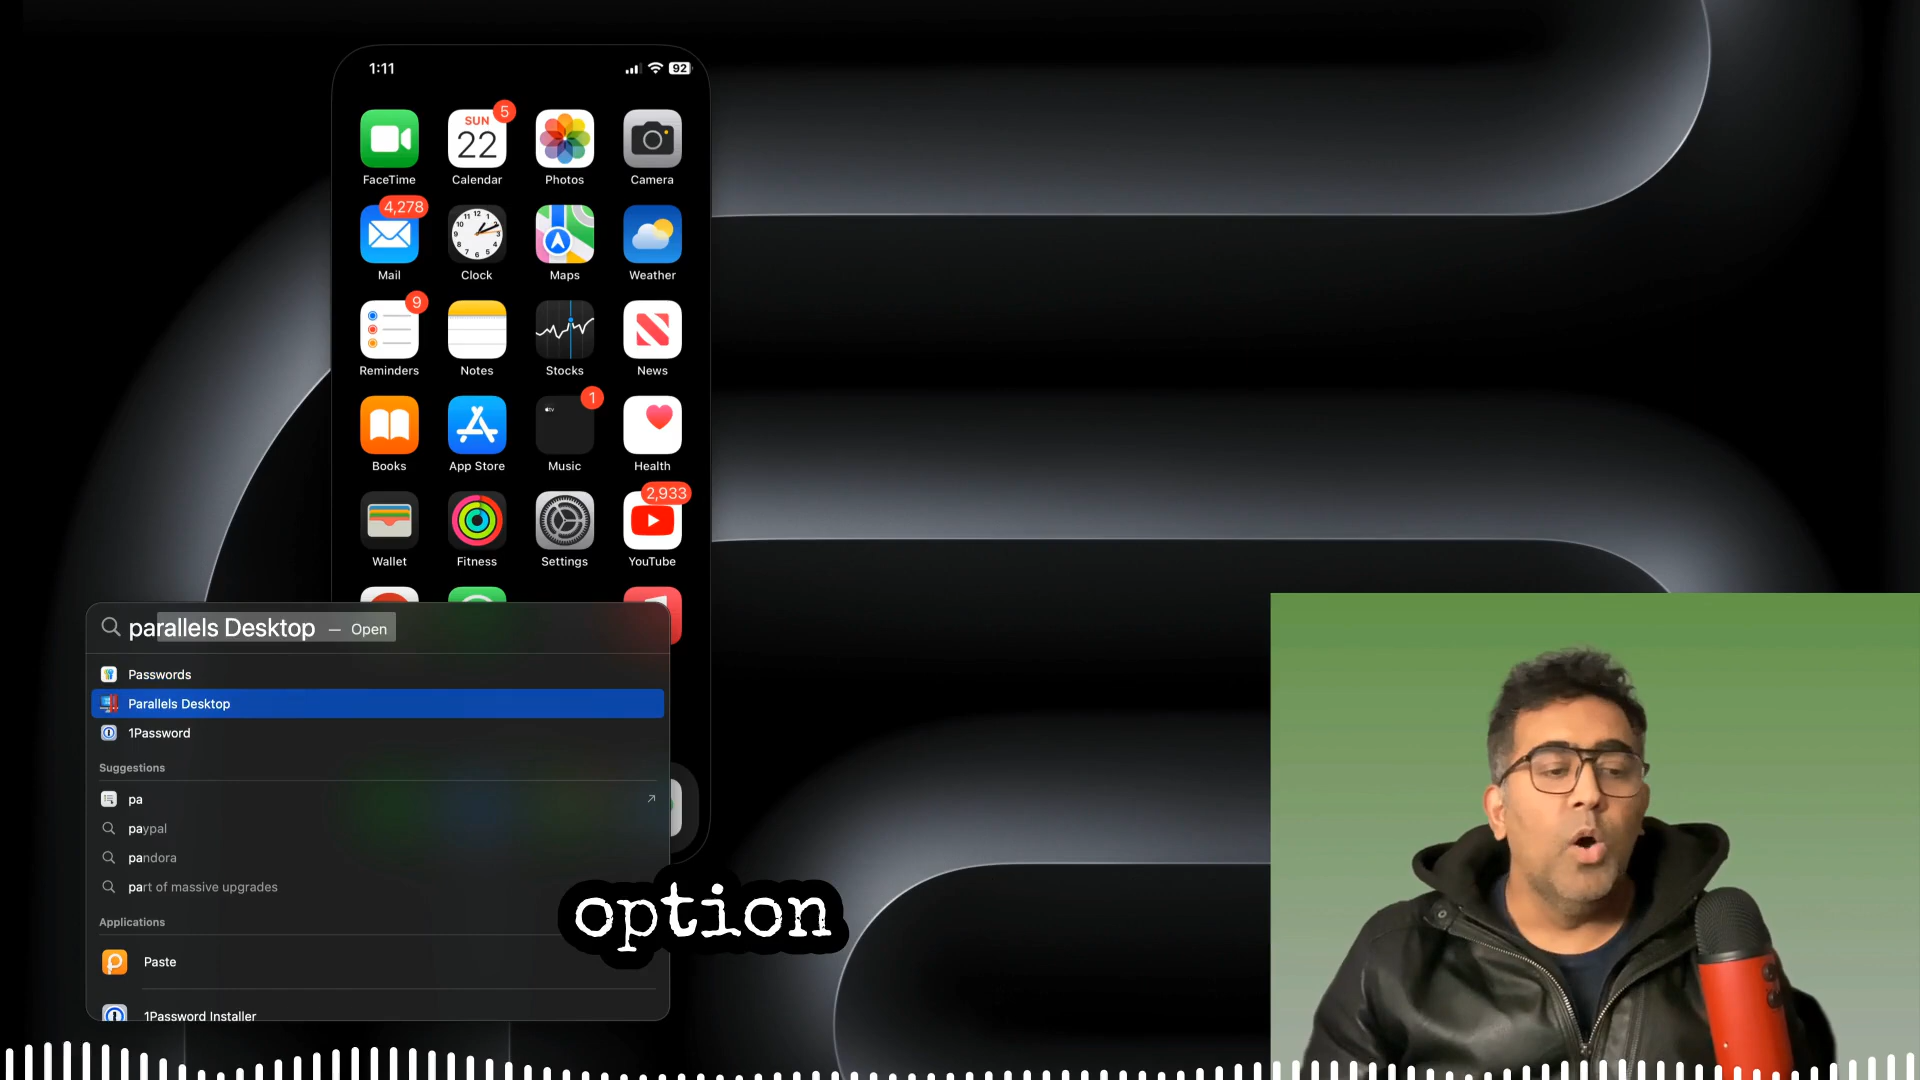 1:11
92
5
SUN
22
FaceTime
Calendar
Photos
Camera
4,278
Mail
Clock
Maps
Weather
9
Reminders
Notes
Stocks
News
1
Books
App Store
Music
Health
2,933
Wallet
Fitness
Settings
YouTube
parallels Desktop — Open
Passwords
Parallels Desktop
1Password
Suggestions
pa
paypal
pandora
part of massive upgrades
Applications
Paste
1Password Installer
option